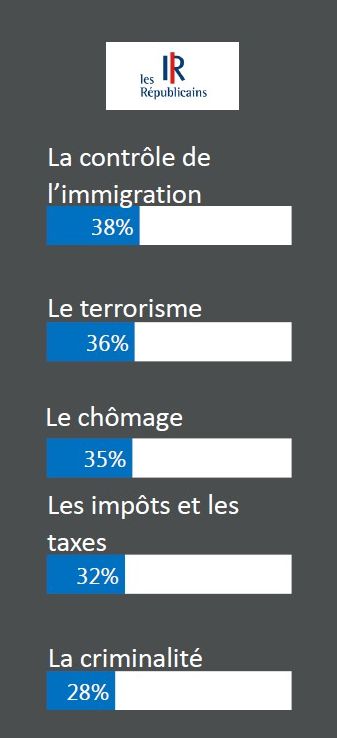 les
Républicains
La contrôle de
l’immigration
38%
Le terrorisme
36%
Le chômage
35%
Les impôts et les
taxes
32%
La criminalité
28%